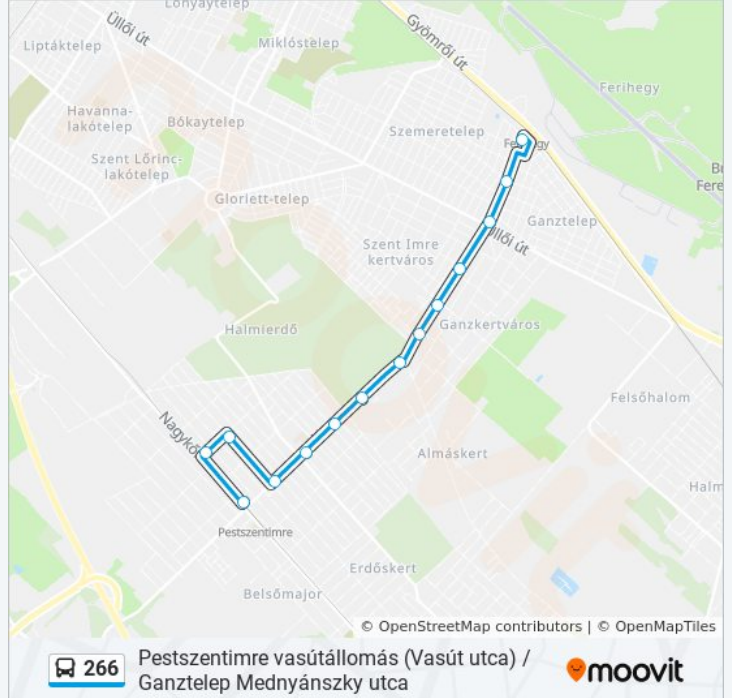 Lónyaytelep
Üllői út
Liptáktelep
Miklóstelep
Gyömrői út
Ferihegy
Havanna-
lakótelep
Bókaytelep
Szemeretelep
Szent Lőrinc-
lakótelep
Gloriett-telep
Ganztelep
Üllői út
Szent Imre
kertváros
Halmierdő
Ganzkertváros
Felsőhalom
Almáskert
Pestszentimre
Erdőskert
Belsőmajor
© OpenStreetMap contributors | © OpenMapTiles
266
Pestszentimre vasútállomás (Vasút utca) /
Ganztelep Mednyánszky utca
moovit